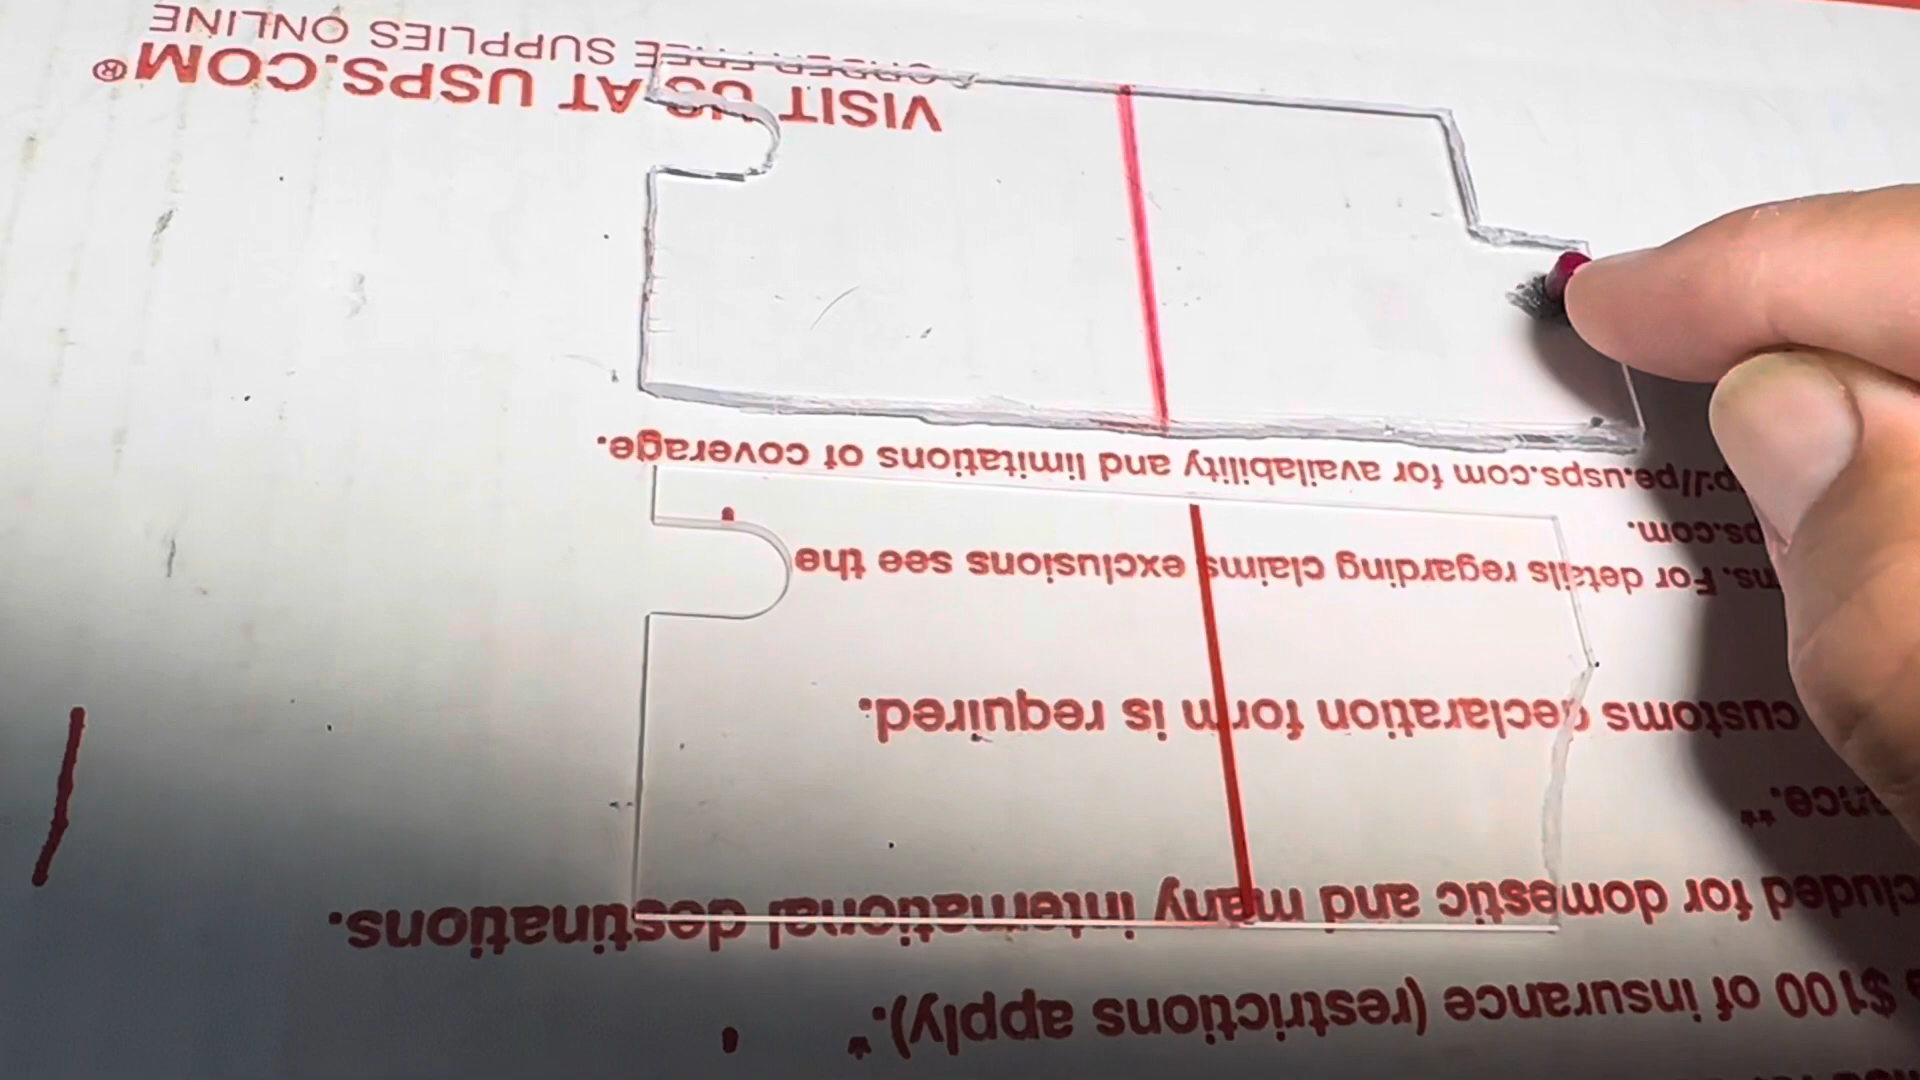 $100 of insurance (restrictions apply).*
cluded for domestic and many international destinations.
ance.**
customs declaration form is required.
ns. For details regarding claims exclusions see the
ps.com.
p://pe.usps.com for availability and limitations of coverage.
VISIT US AT USPS.COM®
ORDER FREE SUPPLIES ONLINE